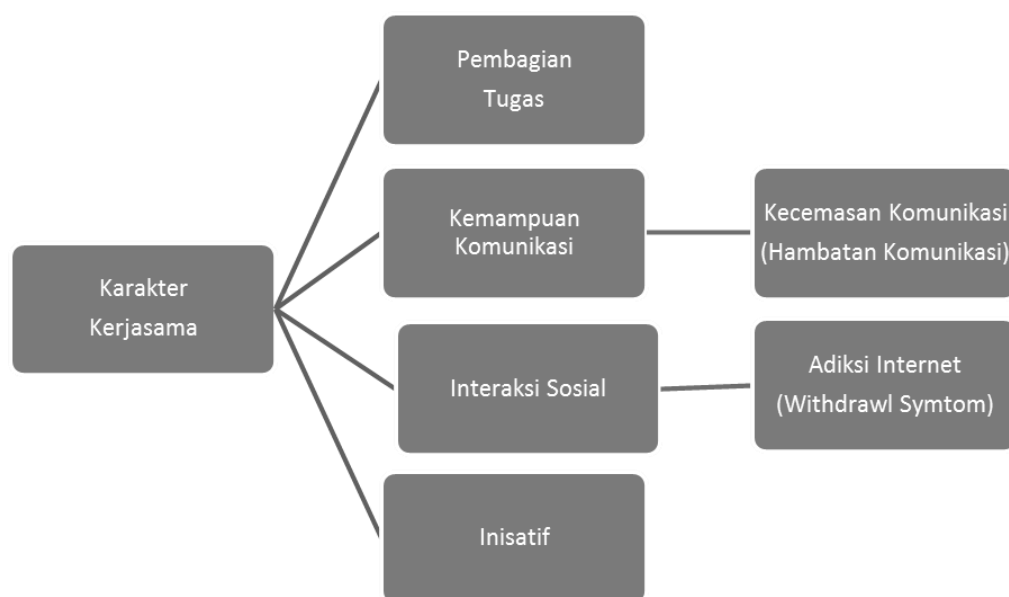 Pembagian
Tugas
Kemampuan
Komunikasi
Kecemasan Komunikasi
(Hambatan Komunikasi)
Karakter
Kerjasama
Interaksi Sosial
Adiksi Internet
(Withdrawl Symtom)
Inisatif